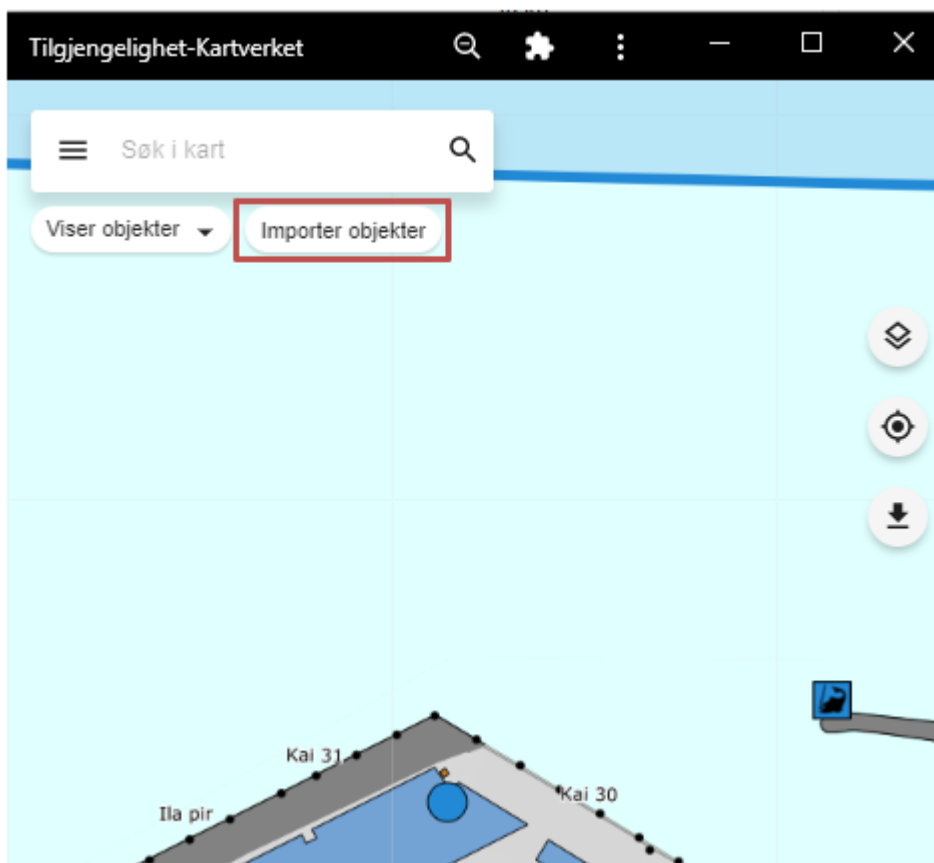 Tilgjengelighet-Kartverket
Søk i kart
Viser objekter
Importer objekter
Kai 31
Kai 30
Ila pir